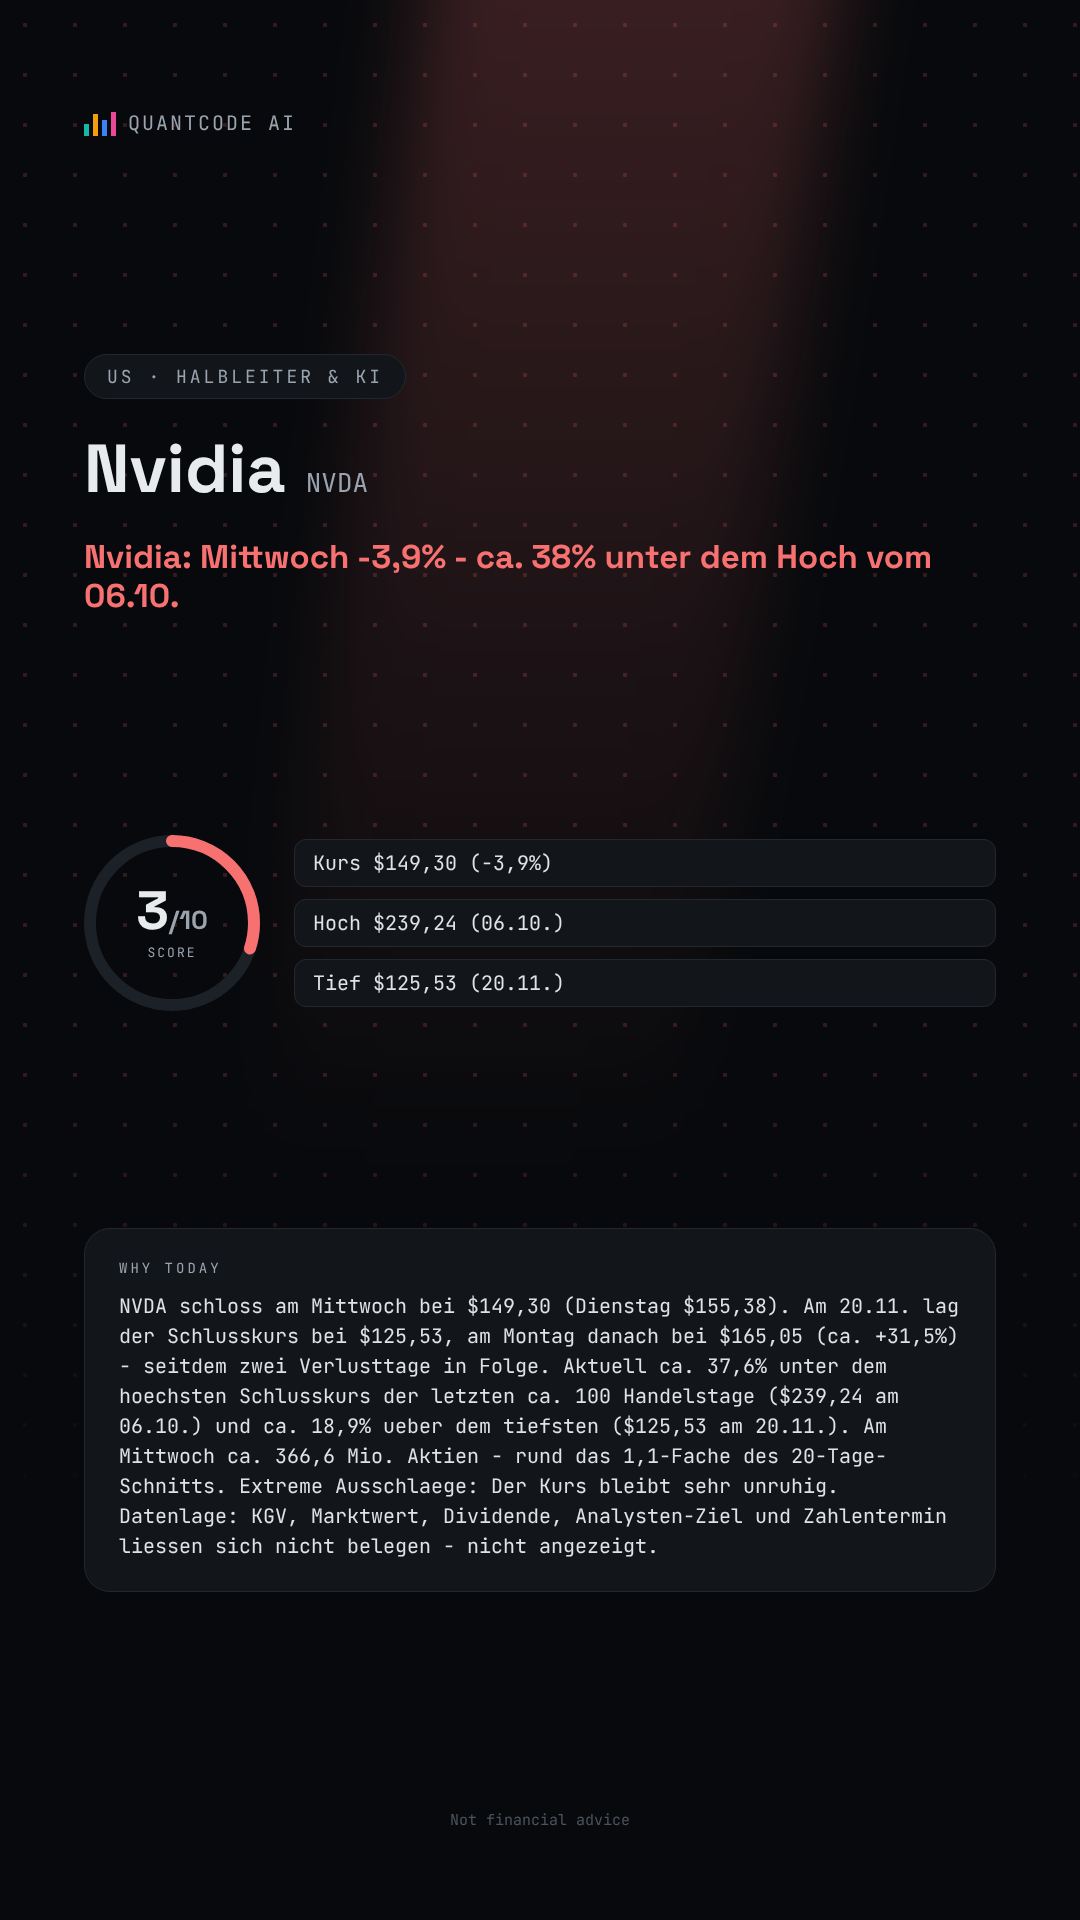 QUANTCODE AI
US · HALBLEITER & KI
Nvidia NVDA
Nvidia: Mittwoch -3,9% - ca. 38% unter dem Hoch vom
06.10.
3/10
SCORE
Kurs $149,30 (-3,9%)
Hoch $239,24 (06.10.)
Tief $125,53 (20.11.)
WHY TODAY
NVDA schloss am Mittwoch bei $149,30 (Dienstag $155,38). Am 20.11. lag
der Schlusskurs bei $125,53, am Montag danach bei $165,05 (ca. +31,5%)
- seitdem zwei Verlusttage in Folge. Aktuell ca. 37,6% unter dem
hoechsten Schlusskurs der letzten ca. 100 Handelstage ($239,24 am
06.10.) und ca. 18,9% ueber dem tiefsten ($125,53 am 20.11.). Am
Mittwoch ca. 366,6 Mio. Aktien - rund das 1,1-Fache des 20-Tage-
Schnitts. Extreme Ausschlaege: Der Kurs bleibt sehr unruhig.
Datenlage: KGV, Marktwert, Dividende, Analysten-Ziel und Zahlentermin
liessen sich nicht belegen - nicht angezeigt.
Not financial advice